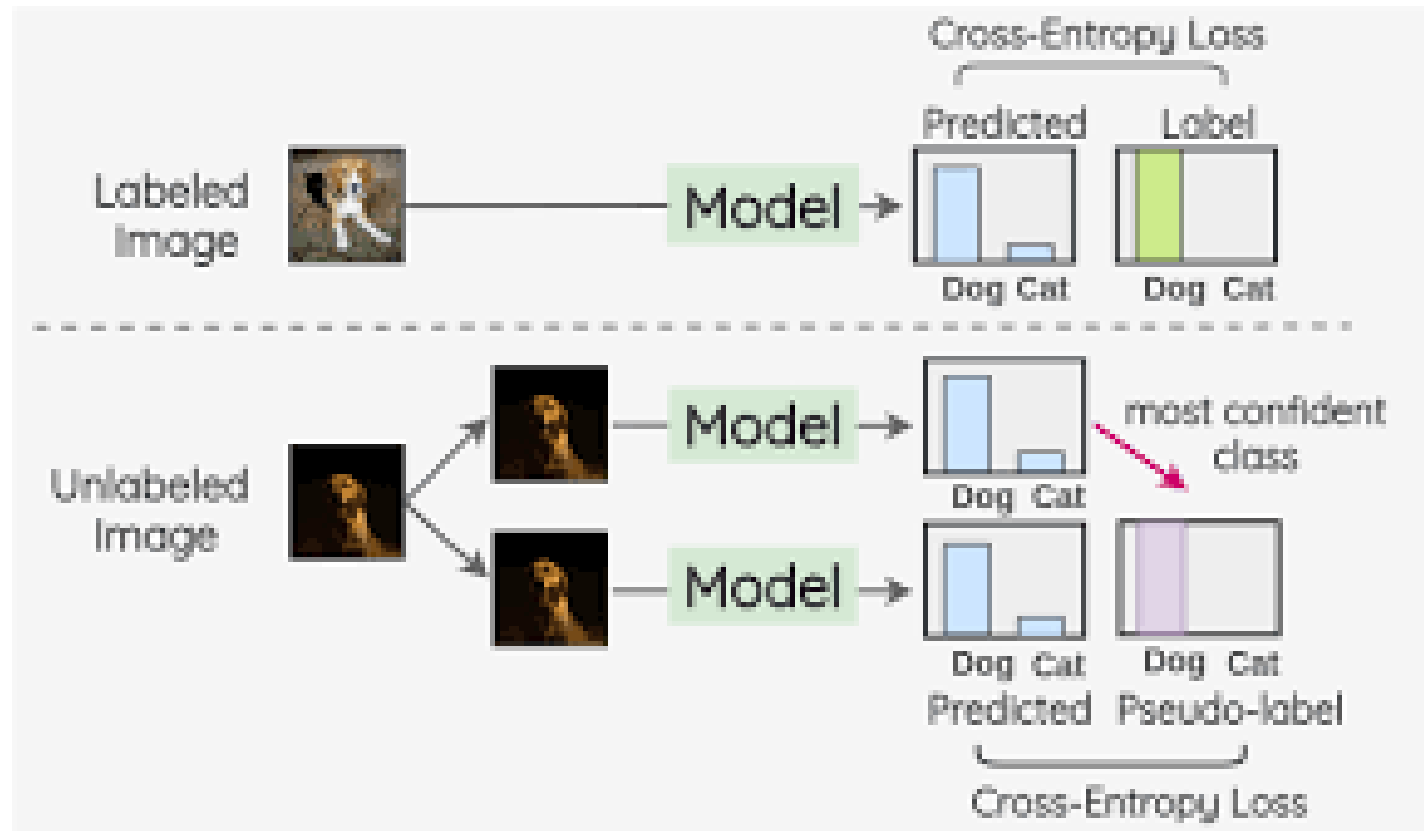 Cross-Entropy Loss
Predicted Label
Labeled
Image
Model
Dog Cat
Dog Cat
Model
most confident
class
Dog Cat
Unlabeled
Image
Model
Dog Cat
Dog Cat
Predicted Pseudo-label
Cross-Entropy Loss